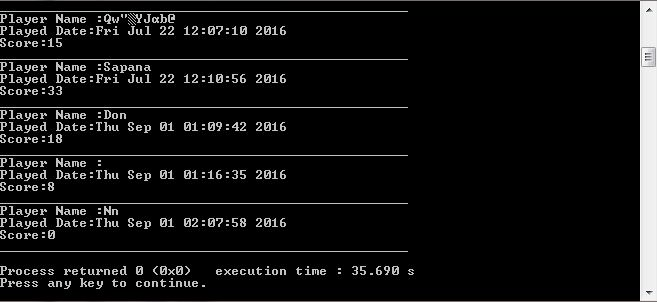 Player Name :
Played Date:Fri Jul 22 12:07:10 2016
Score:15
Player Name :Sapana
Played Date:Fri Jul 22 12:10:56 2016
Score:33
Player Name :Don
Played Date:Thu Sep 01 01:09:42 2016
Score:18
Player Name :
Played Date:Thu Sep 01 01:16:35 2016
Score:8
Player Name :Nn
Played Date:Thu Sep 01 02:07:58 2016
Score:0
Process returned 0 (0x0)   execution time : 35.690 s
Press any key to continue.